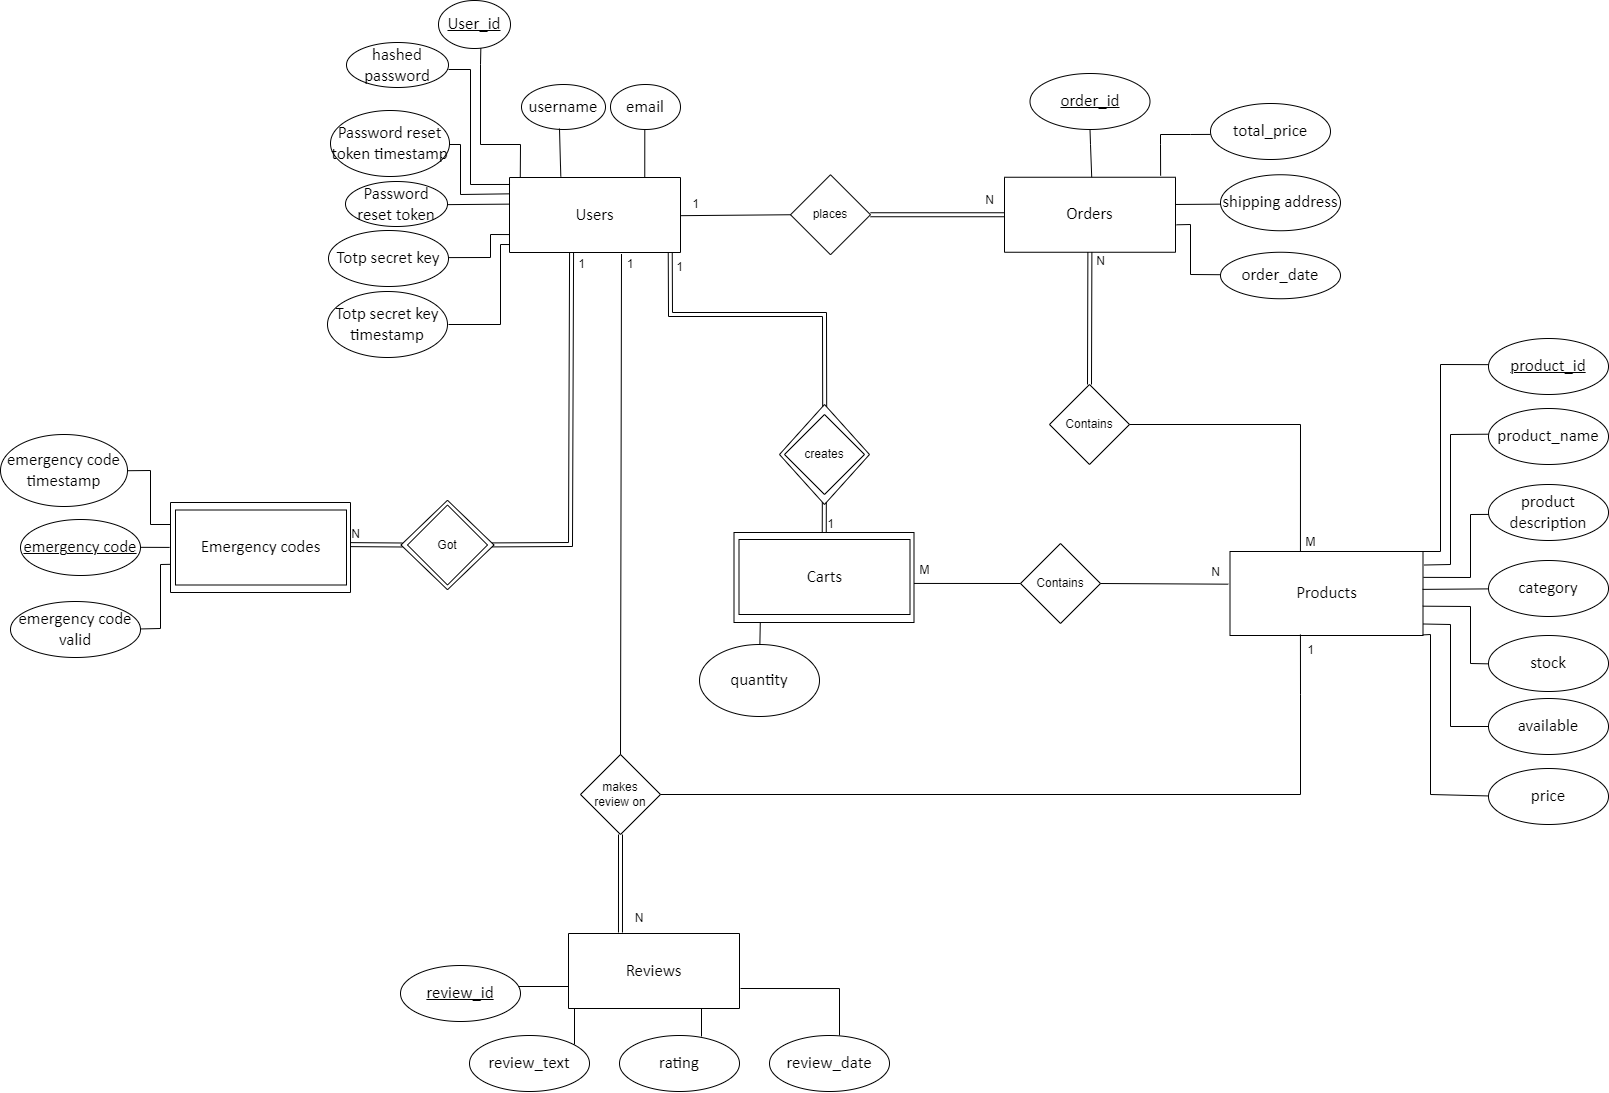 User_id
hashed
password
username
email
Password reset
token timestamp
Password
reset token
Totp secret key
Totp secret key
timestamp
Users
1
places
N
order_id
total_price
Orders
shipping address
order_date
1
1
1
N
Contains
M
creates
1
product_id
product_name
product
description
category
stock
available
price
Products
emergency code
timestamp
emergency code
emergency code
valid
Emergency codes
N
Got
Carts
M
Contains
N
quantity
1
makes
review on
N
Reviews
review_id
review_text
rating
review_date